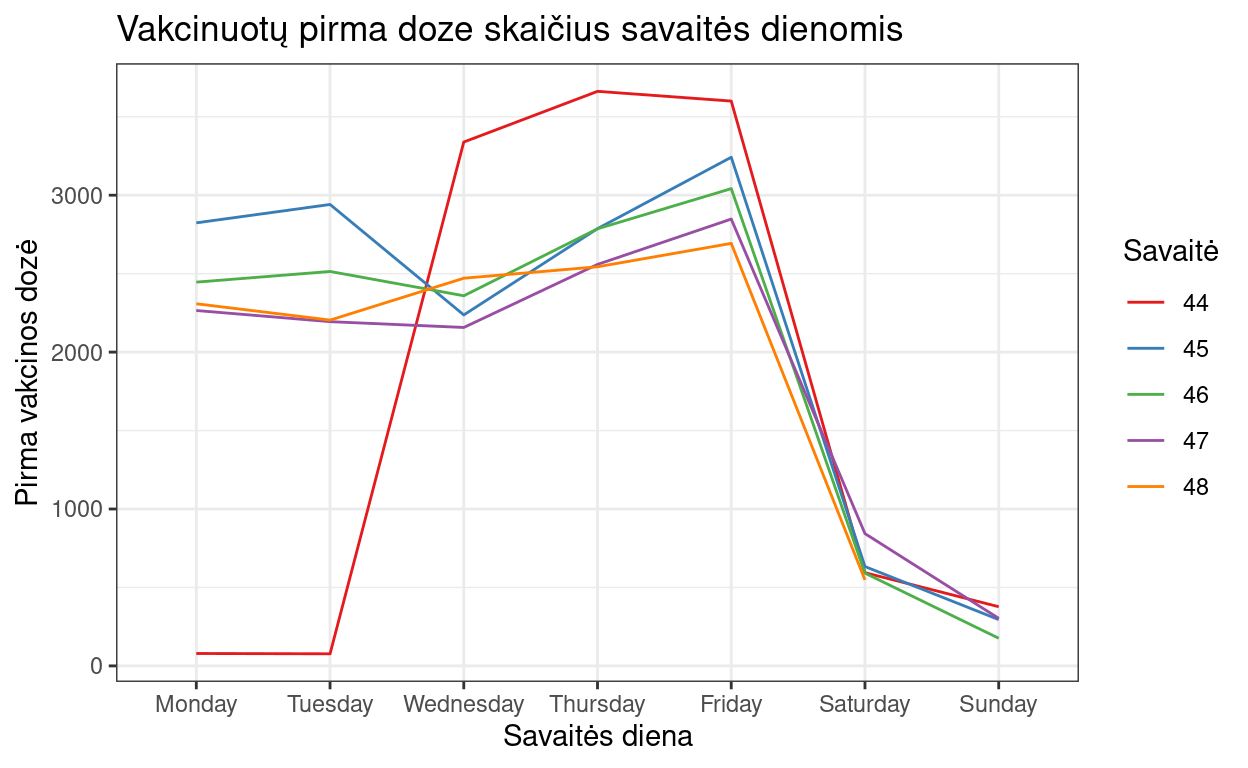 Vakcinuotų pirma doze skaičius savaitės dienomis
Pirma vakcinos dozė
3000
2000
1000
0
Monday Tuesday Wednesday Thursday Friday Saturday Sunday
Savaitės diena
Savaitė
44
45
46
47
48